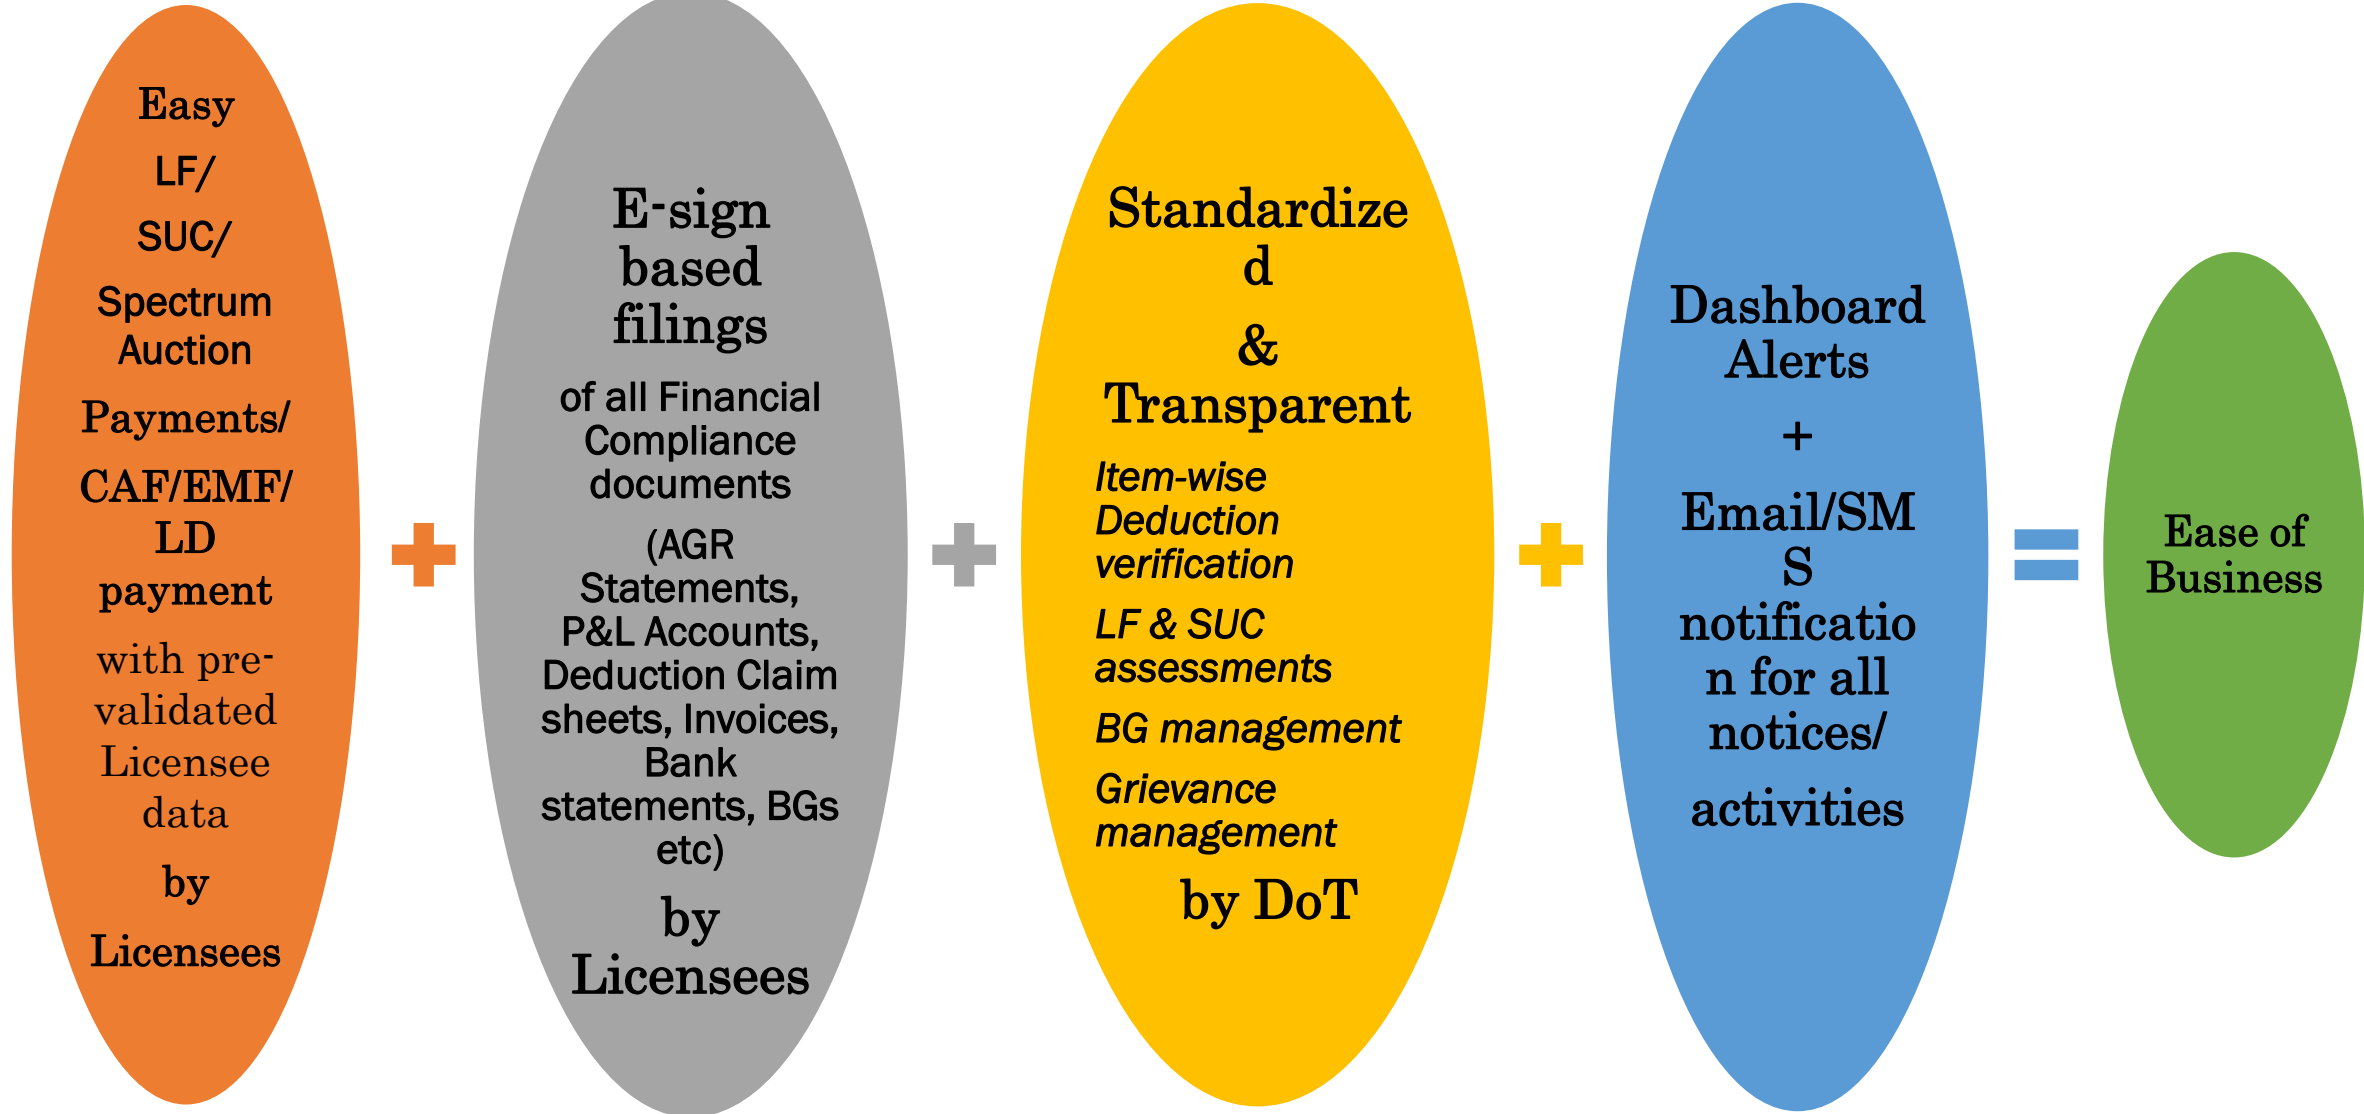 Easy
LF/
SUC/
Spectrum
Auction
Payments/
CAF/EMF/
LD
payment
with pre-
validated
Licensee
data
by
Licensees
E-sign
based
filings
of all Financial
Compliance
documents
(AGR
Statements,
P&L Accounts,
Deduction Claim
sheets, Invoices,
Bank
statements, BGs
etc)
by
Licensees
Standardize
d
&
Transparent
Item-wise
Deduction
verification
LF & SUC
assessments
BG management
Grievance
management
by DoT
Dashboard
Alerts
+
Email/SM
S
notificatio
n for all
notices/
activities
Ease of
Business